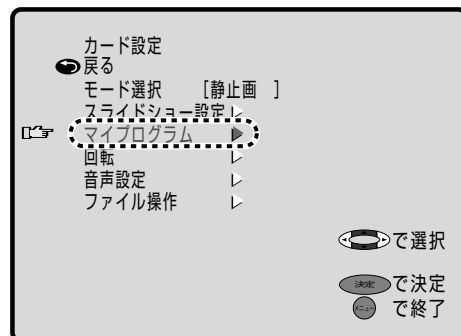 カード設定
戻る
モード選択 [静止画 ]
スライドショー設定
マイプログラム
回転
音声設定
ファイル操作
で選択
決定 で決定
メニュー で終了